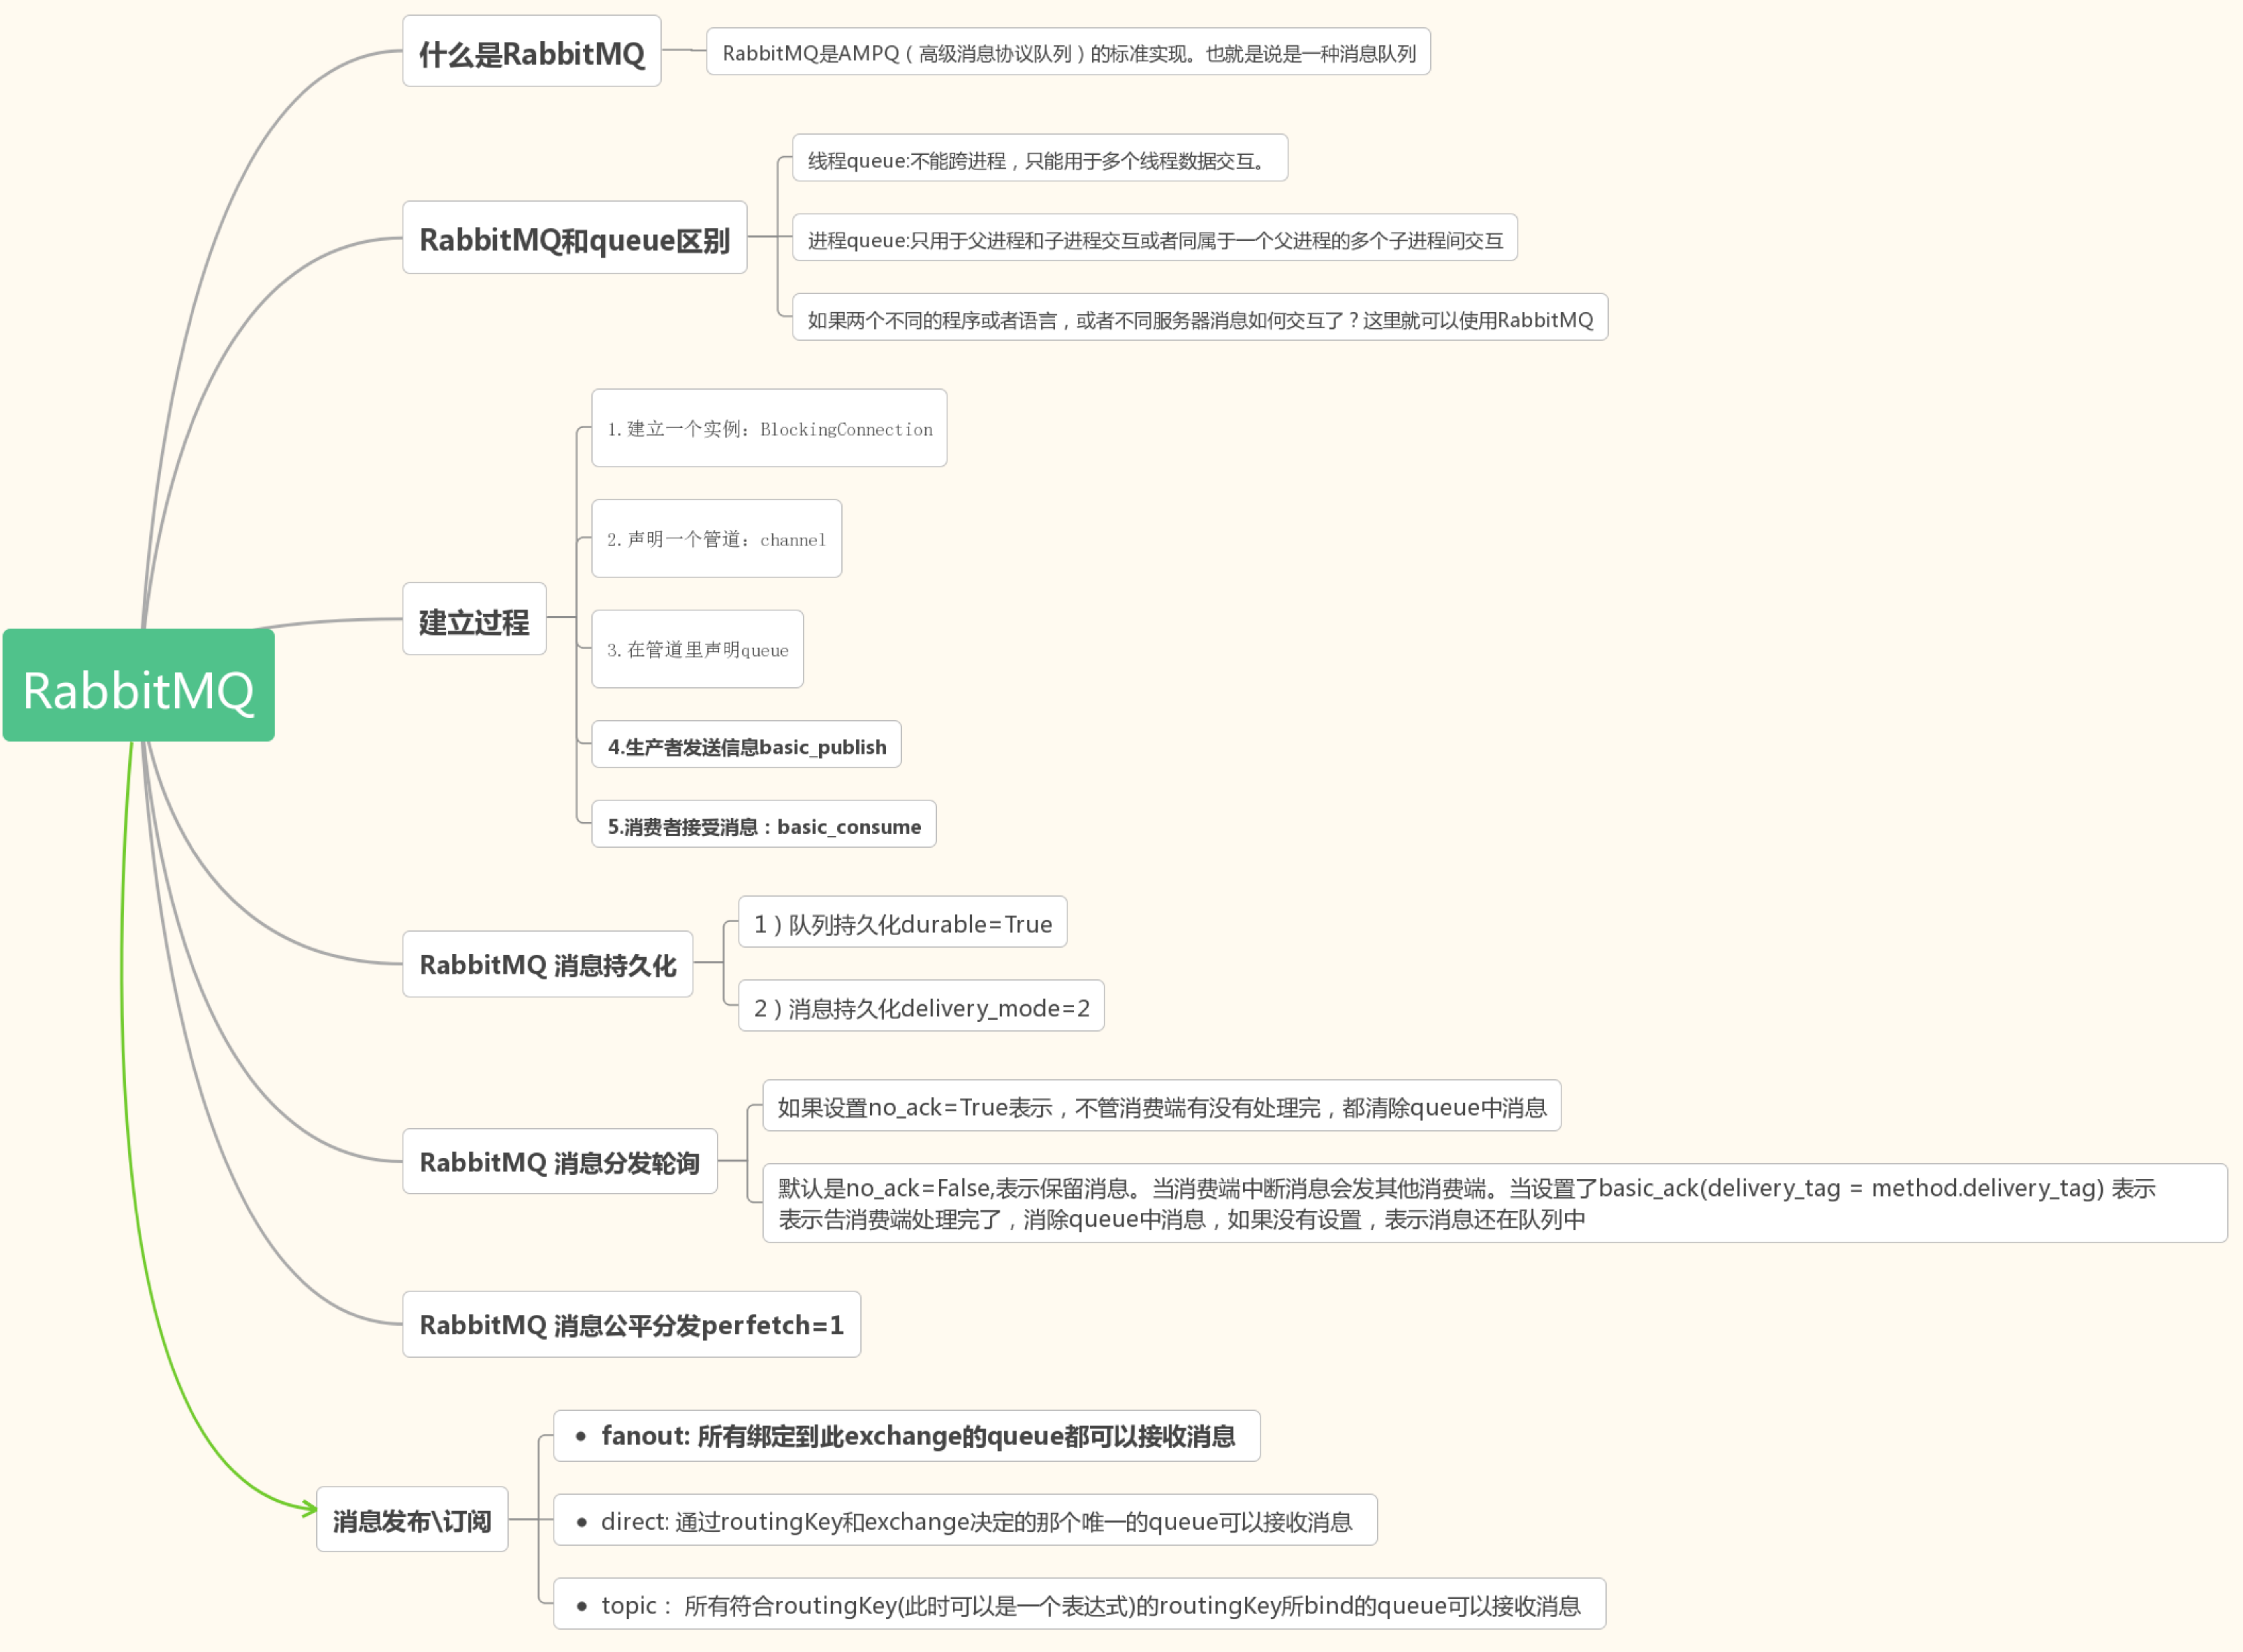 什么是RabbitMQ
RabbitMQ是AMPQ（高级消息协议队列）的标准实现。也就是说是一种消息队列
RabbitMQ和queue区别
线程queue:不能跨进程，只能用于多个线程数据交互。
进程queue:只用于父进程和子进程交互或者同属于一个父进程的多个子进程间交互
如果两个不同的程序或者语言，或者不同服务器消息如何交互了？这里就可以使用RabbitMQ
RabbitMQ
建立过程
1.建立一个实例：BlockingConnection
2.声明一个管道：channel
3.在管道里声明queue
4.生产者发送信息basic_publish
5.消费者接受消息：basic_consume
RabbitMQ 消息持久化
1）队列持久化durable=True
2）消息持久化delivery_mode=2
RabbitMQ 消息分发轮询
如果设置no_ack=True表示，不管消费端有没有处理完，都清除queue中消息
默认是no_ack=False,表示保留消息。当消费端中断消息会发其他消费端。当设置了basic_ack(delivery_tag = method.delivery_tag) 表示
表示告消费端处理完了，消除queue中消息，如果没有设置，表示消息还在队列中
RabbitMQ 消息公平分发perfetch=1
消息发布\订阅
• fanout: 所有绑定到此exchange的queue都可以接收消息
• direct: 通过routingKey和exchange决定的那个唯一的queue可以接收消息
• topic： 所有符合routingKey(此时可以是一个表达式)的routingKey所bind的queue可以接收消息